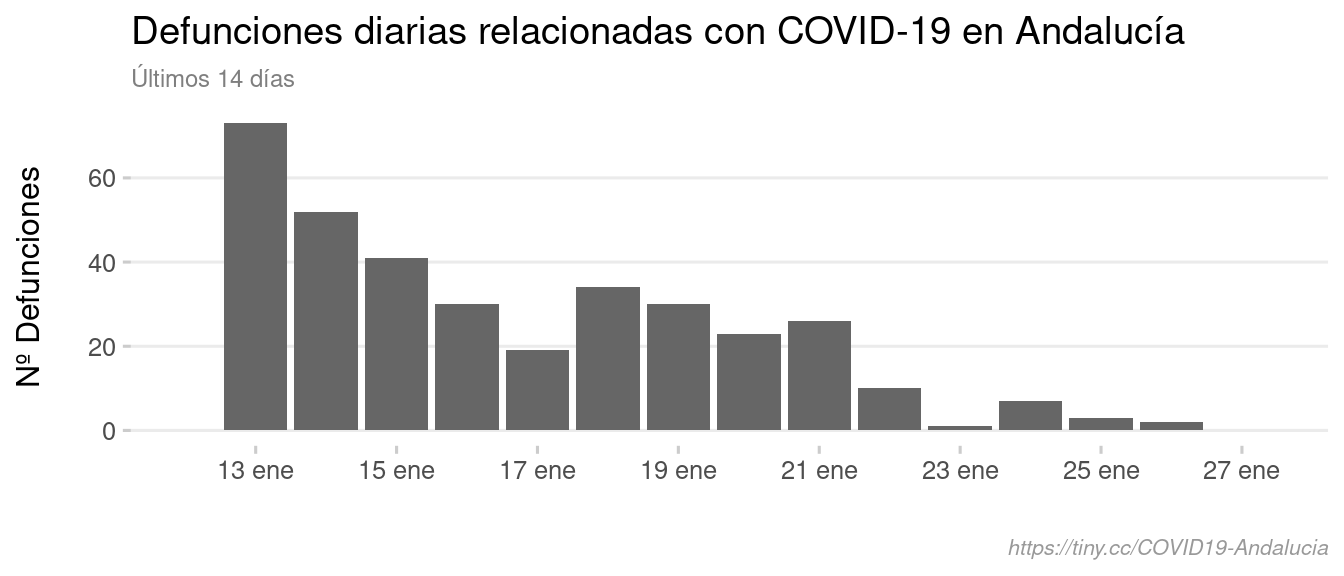 Defunciones diarias relacionadas con COVID-19 en Andalucía
Últimos 14 días
Nº Defunciones
60
40
20
0
13 ene 15 ene 17 ene 19 ene 21 ene 23 ene 25 ene 27 ene
https://tiny.cc/COVID19-Andalucia